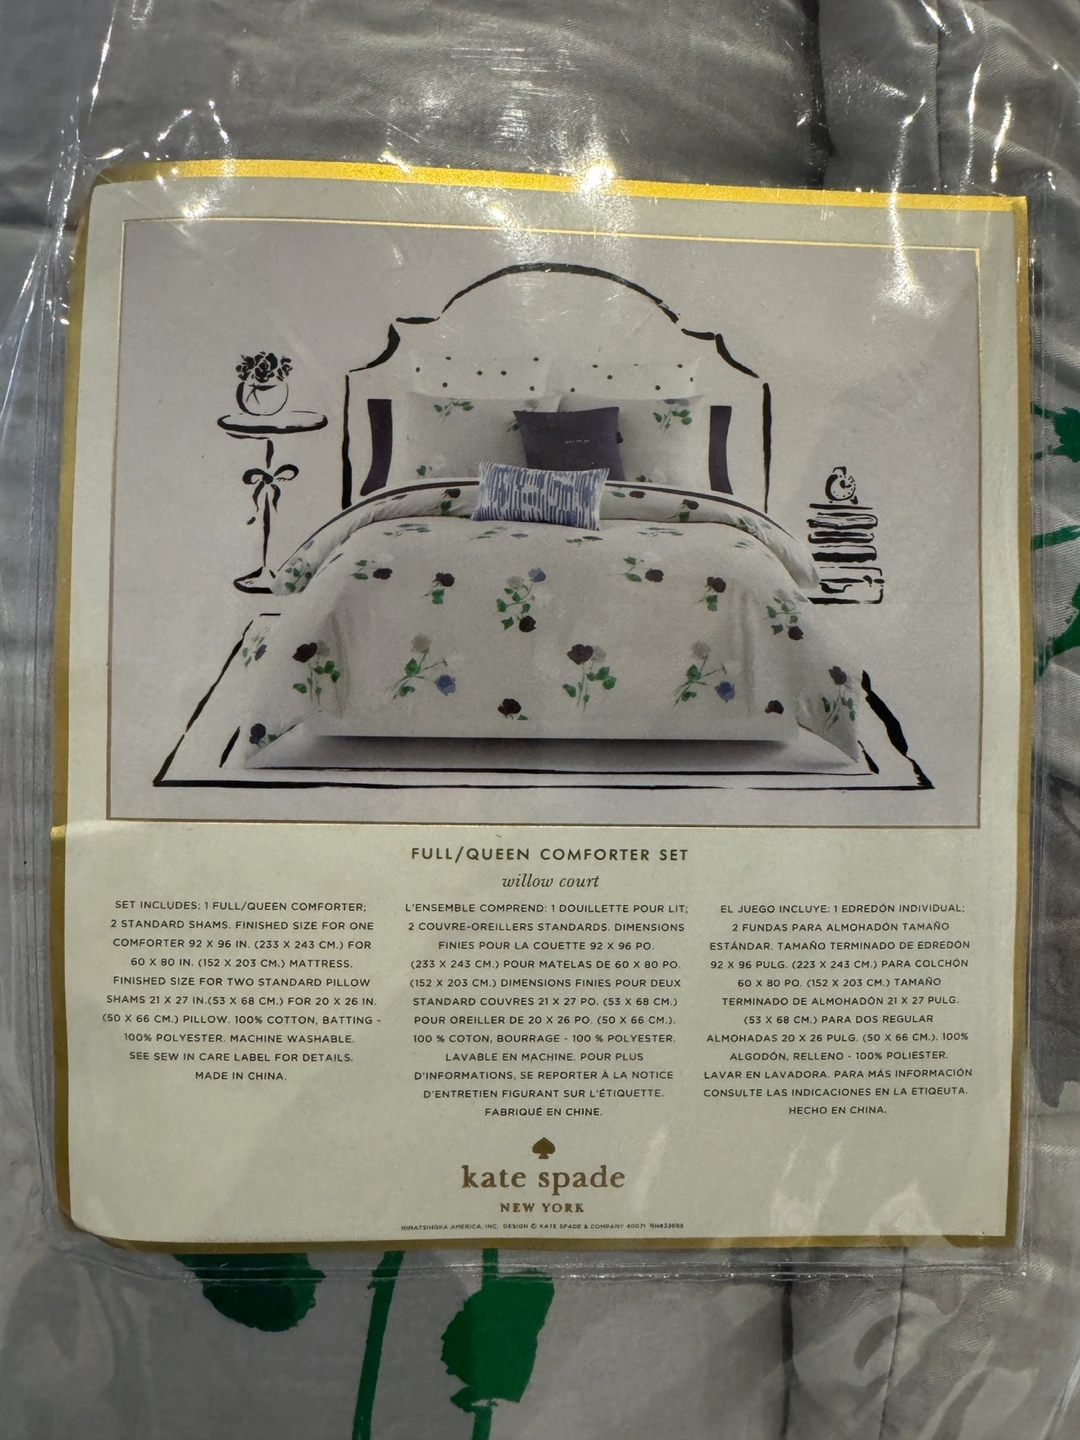 FULL/QUEEN COMFORTER SET
willow court
SET INCLUDES: 1 FULL/QUEEN COMFORTER;
2 STANDARD SHAMS. FINISHED SIZE FOR ONE
COMFORTER 92 X 96 IN. (233 X 243 CM.) FOR
60 X 80 IN. (152 X 203 CM.) MATTRESS.
FINISHED SIZE FOR TWO STANDARD PILLOW
SHAMS 21 X 27 IN.(53 X 68 CM.) FOR 20 X 26 IN.
(50 X 66 CM.) PILLOW. 100% COTTON, BATTING -
100% POLYESTER. MACHINE WASHABLE.
SEE SEW IN CARE LABEL FOR DETAILS.
MADE IN CHINA.
L'ENSEMBLE COMPREND: 1 DOUILLETTE POUR LIT;
2 COUVRE-OREILLERS STANDARDS. DIMENSIONS
FINIES POUR LA COUETTE 92 X 96 PO.
(233 X 243 CM.) POUR MATELAS DE 60 X 80 PO.
(152 X 203 CM.) DIMENSIONS FINIES POUR DEUX
STANDARD COUVRES 21 X 27 PO. (53 X 68 CM.)
POUR OREILLER DE 20 X 26 PO. (50 X 66 CM.).
100 % COTON, BOURRAGE - 100 % POLYESTER.
LAVABLE EN MACHINE. POUR PLUS
D'INFORMATIONS, SE REPORTER À LA NOTICE
D'ENTRETIEN FIGURANT SUR L'ÉTIQUETTE.
FABRIQUÉ EN CHINE.
EL JUEGO INCLUYE: 1 EDREDÓN INDIVIDUAL;
2 FUNDAS PARA ALMOHADÓN TAMAÑO
ESTÁNDAR. TAMAÑO TERMINADO DE EDREDÓN
92 X 96 PULG. (223 X 243 CM.) PARA COLCHÓN
60 X 80 PO. (152 X 203 CM.) TAMAÑO
TERMINADO DE ALMOHADÓN 21 X 27 PULG.
(53 X 68 CM.) PARA DOS REGULAR
ALMOHADAS 20 X 26 PULG. (50 X 66 CM.). 100%
ALGODÓN, RELLENO - 100% POLIESTER.
LAVAR EN LAVADORA. PARA MÁS INFORMACIÓN
CONSULTE LAS INDICACIONES EN LA ETIQEUTA.
HECHO EN CHINA.
kate spade
NEW YORK
HIMATSINGKA AMERICA, INC. DESIGN © KATE SPADE & COMPANY 40071 RN#33099